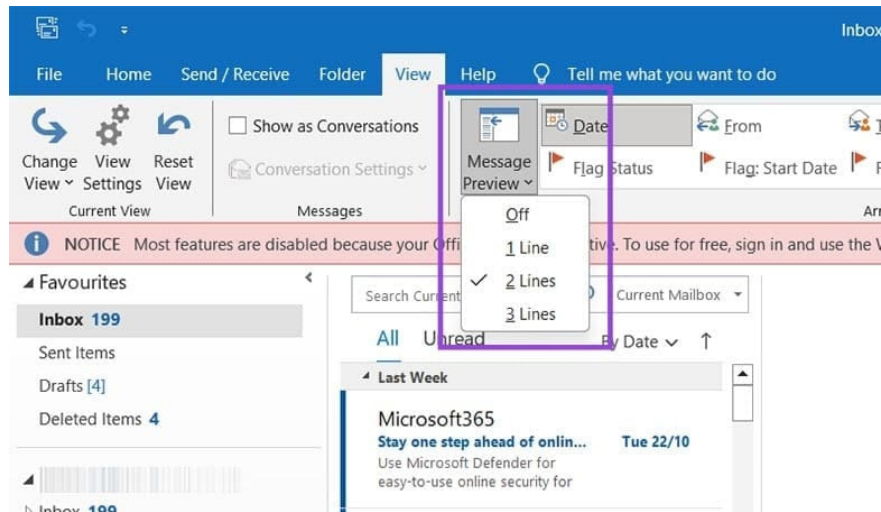 Inbox
File Home Send / Receive Folder View Help Tell me what you want to do
Change View Settings Reset View
Current View
Show as Conversations
Conversation Settings
Messages
Message Preview
Date From
Flag Status Flag: Start Date
Off
1 Line
2 Lines
3 Lines
NOTICE Most features are disabled because your To use for free, sign in and use the
Favourites
Inbox 199
Sent Items
Drafts [4]
Deleted Items 4
Inbox 199
Search Current Mailbox
All Unread By Date
Last Week
Microsoft365
Stay one step ahead of onlin... Tue 22/10
Use Microsoft Defender for
easy-to-use online security for